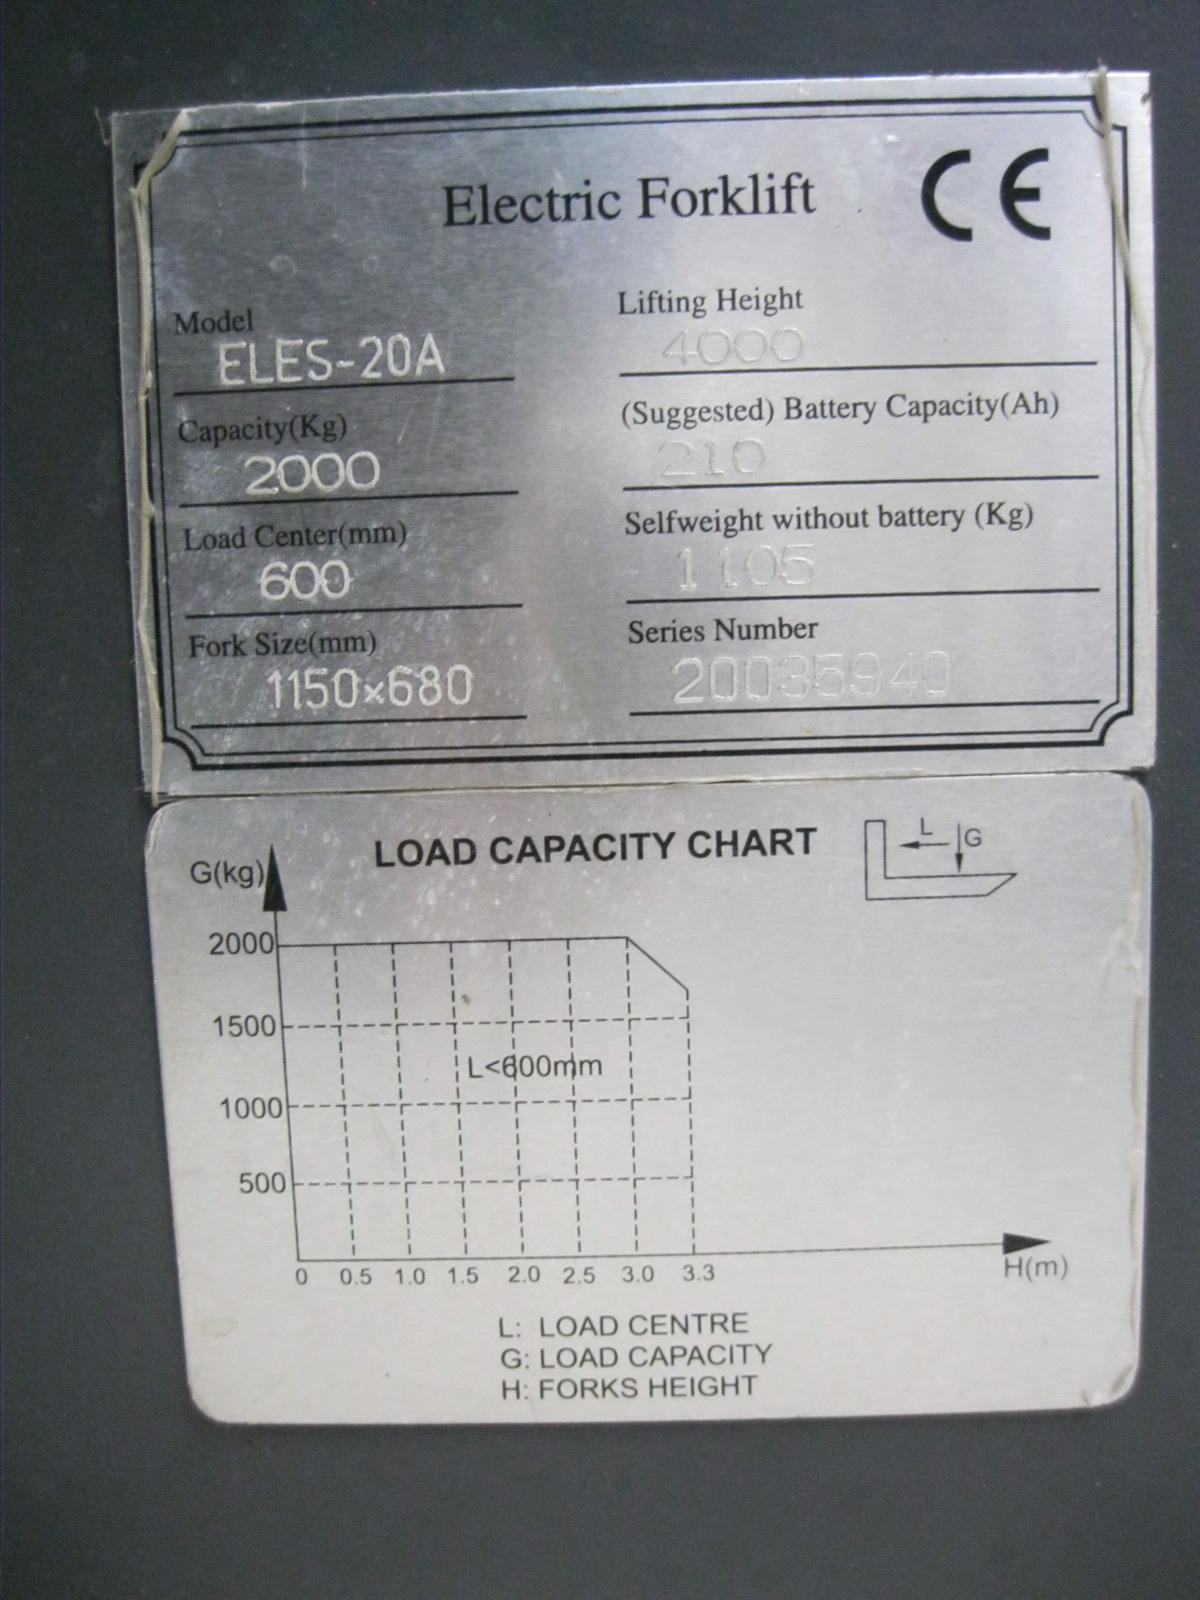 Electric Forklift
CE
Model
ELES-20A
Capacity(Kg)
2000
Load Center(mm)
600
Fork Size(mm)
1150×680
Lifting Height
4000
(Suggested) Battery Capacity(Ah)
210
Selfweight without battery (Kg)
1105
Series Number
20035940
LOAD CAPACITY CHART
L
G
G(kg)
2000
1500
L<600mm
1000
500
0 0.5 1.0 1.5 2.0 2.5 3.0 3.3
H(m)
L: LOAD CENTRE
G: LOAD CAPACITY
H: FORKS HEIGHT